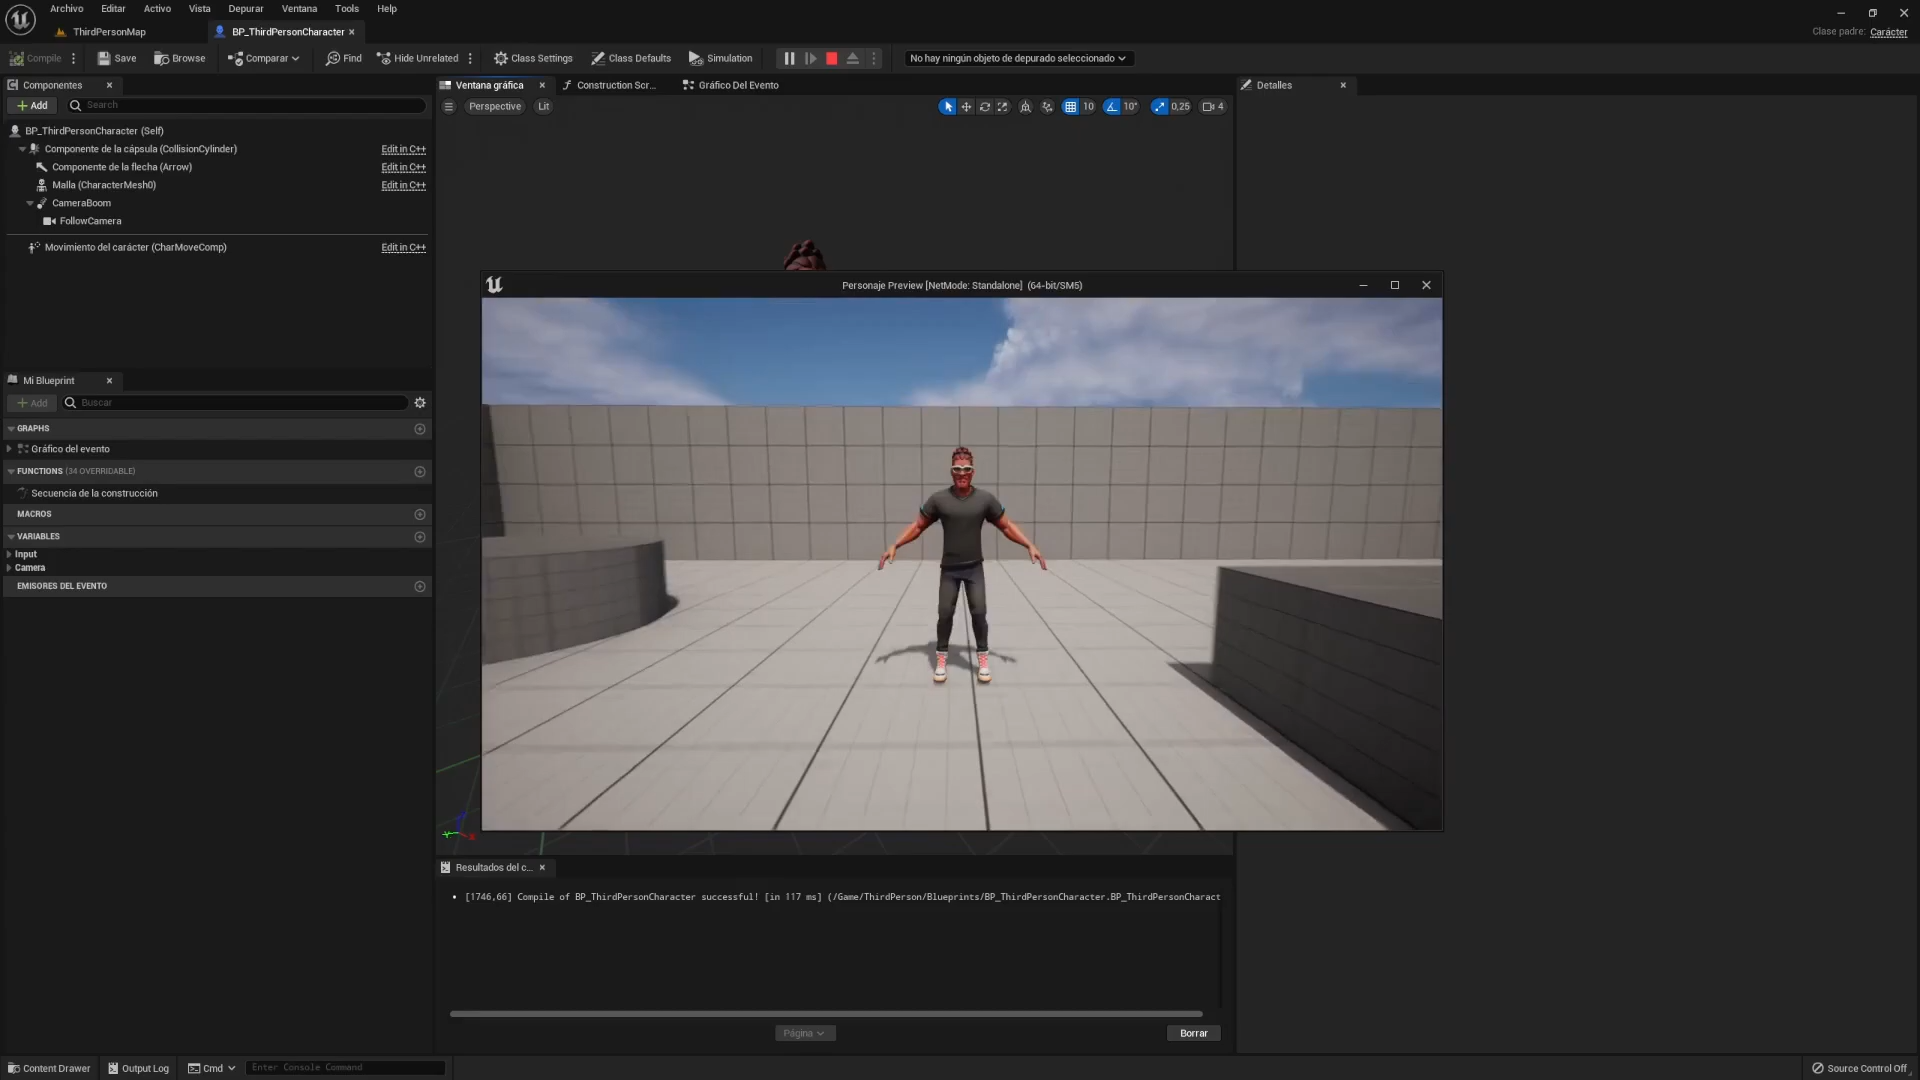 Archivo Editar Activo Vista Depurar Ventana Tools Help
ThirdPersonMap
BP_ThirdPersonCharacter
Clase padre: Carácter
Compile
Save
Browse
Comparar
Find
Hide Unrelated
Class Settings
Class Defaults
Simulation
No hay ningún objeto de depurado seleccionado
Componentes
Add
Search
BP_ThirdPersonCharacter (Self)
Componente de la cápsula (CollisionCylinder) Edit in C++
Componente de la flecha (Arrow) Edit in C++
Malla (CharacterMesh0) Edit in C++
CameraBoom
FollowCamera
Movimiento del carácter (CharMoveComp) Edit in C++
Mi Blueprint
Add
Buscar
GRAPHS
Gráfico del evento
FUNCTIONS (34 OVERRIDABLE)
Secuencia de la construcción
MACROS
VARIABLES
Input
Camera
EMISORES DEL EVENTO
Ventana gráfica
Construction Scr...
Gráfico Del Evento
Perspective
Lit
10
10°
0,25
4
Personaje Preview [NetMode: Standalone] (64-bit/SM5)
Detalles
Resultados del c...
[1746,66] Compile of BP_ThirdPersonCharacter successful! [in 117 ms] (/Game/ThirdPerson/Blueprints/BP_ThirdPersonCharacter.BP_ThirdPersonCharact
Página
Borrar
Content Drawer
Output Log
Cmd
Enter Console Command
Source Control Off